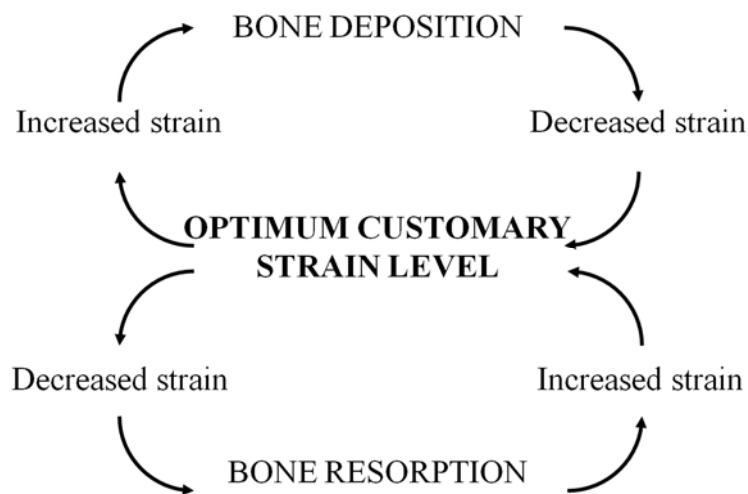 BONE DEPOSITION
Increased strain
Decreased strain
OPTIMUM CUSTOMARY
STRAIN LEVEL
Decreased strain
Increased strain
BONE RESORPTION